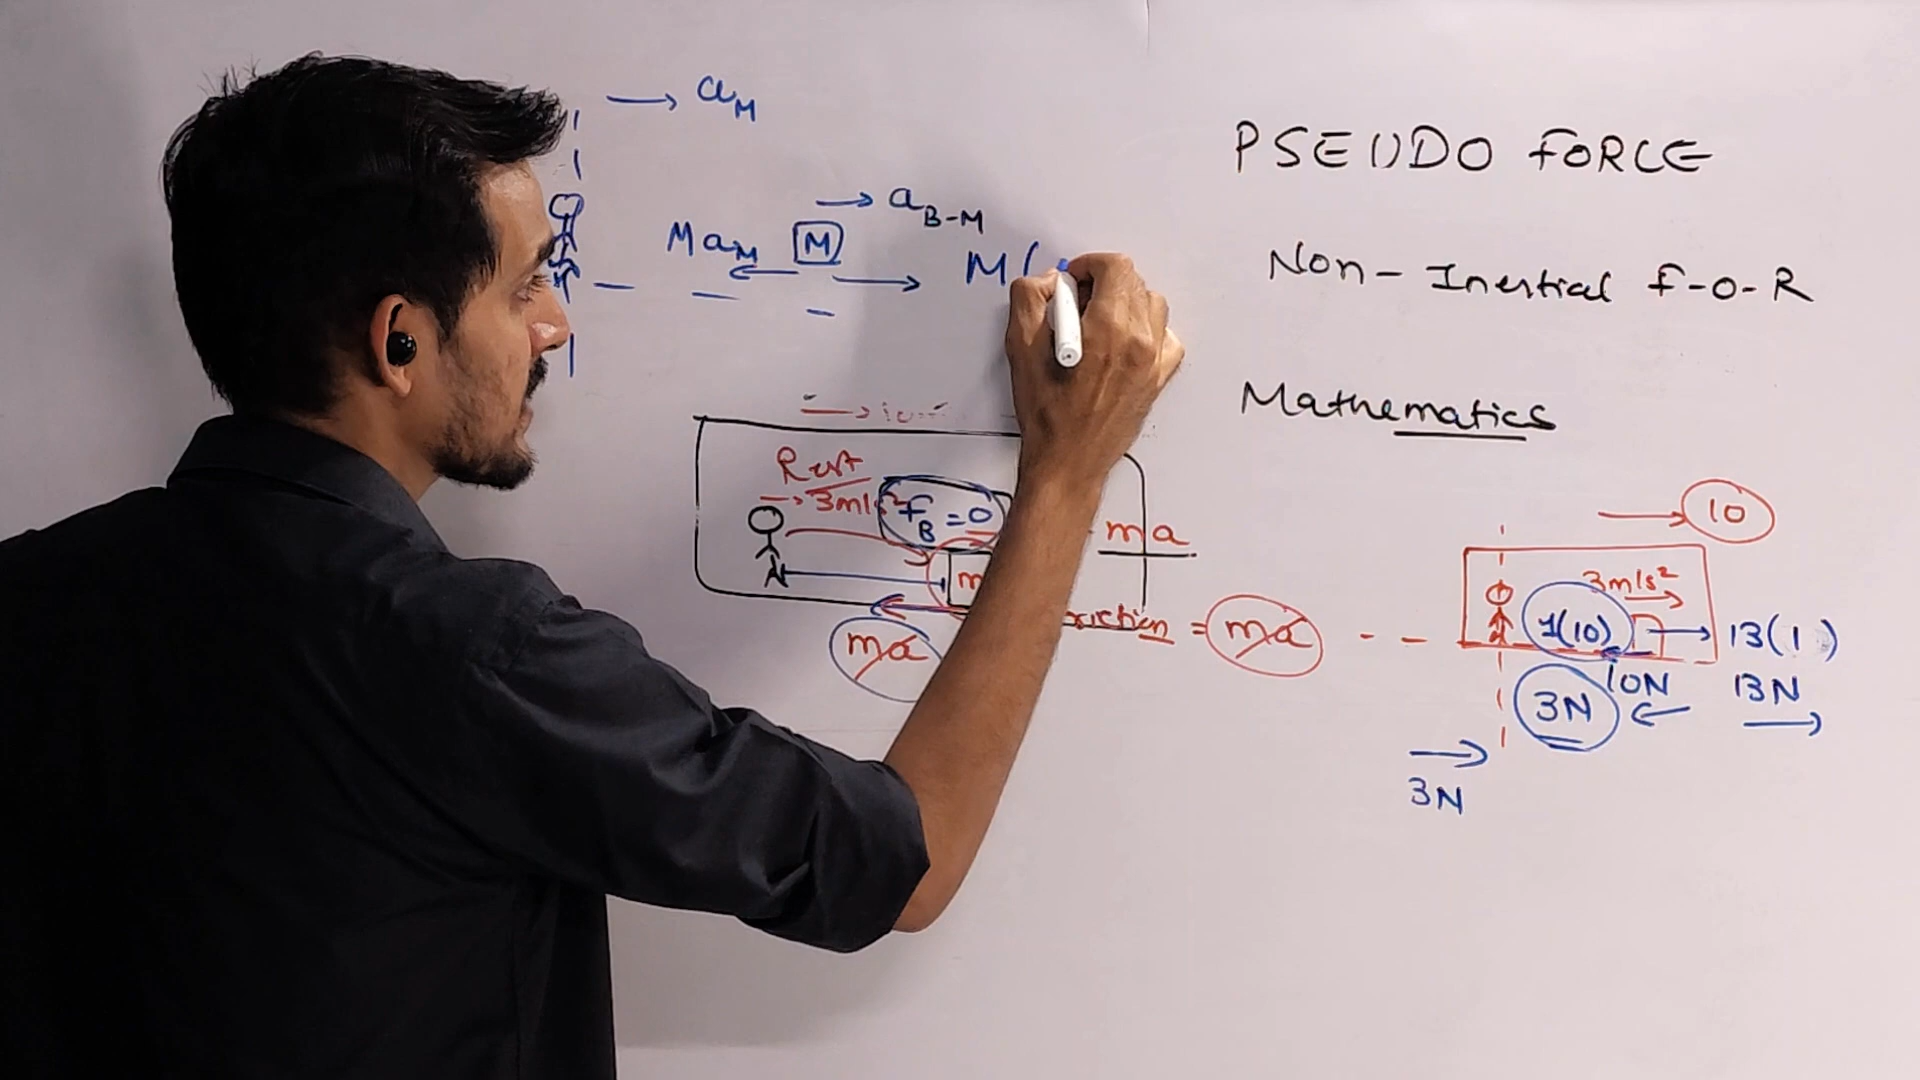 a_M
a_B-M
Ma_M
M
M(
PSEUDO FORCE
Non-Inertial F-O-R
Mathematics
Rest
3m/s²
f_B = 0
ma
m
ma
= ma
10
3m/s²
1(10)
13(1 )
10N
13N
3N
3N